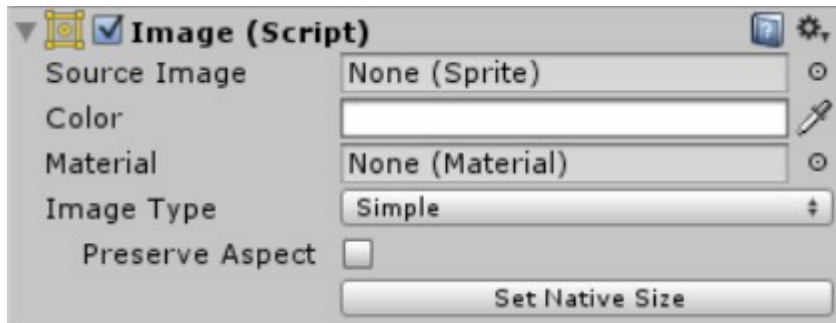 Image (Script)
Source Image None (Sprite)
Color
Material None (Material)
Image Type Simple
Preserve Aspect
Set Native Size